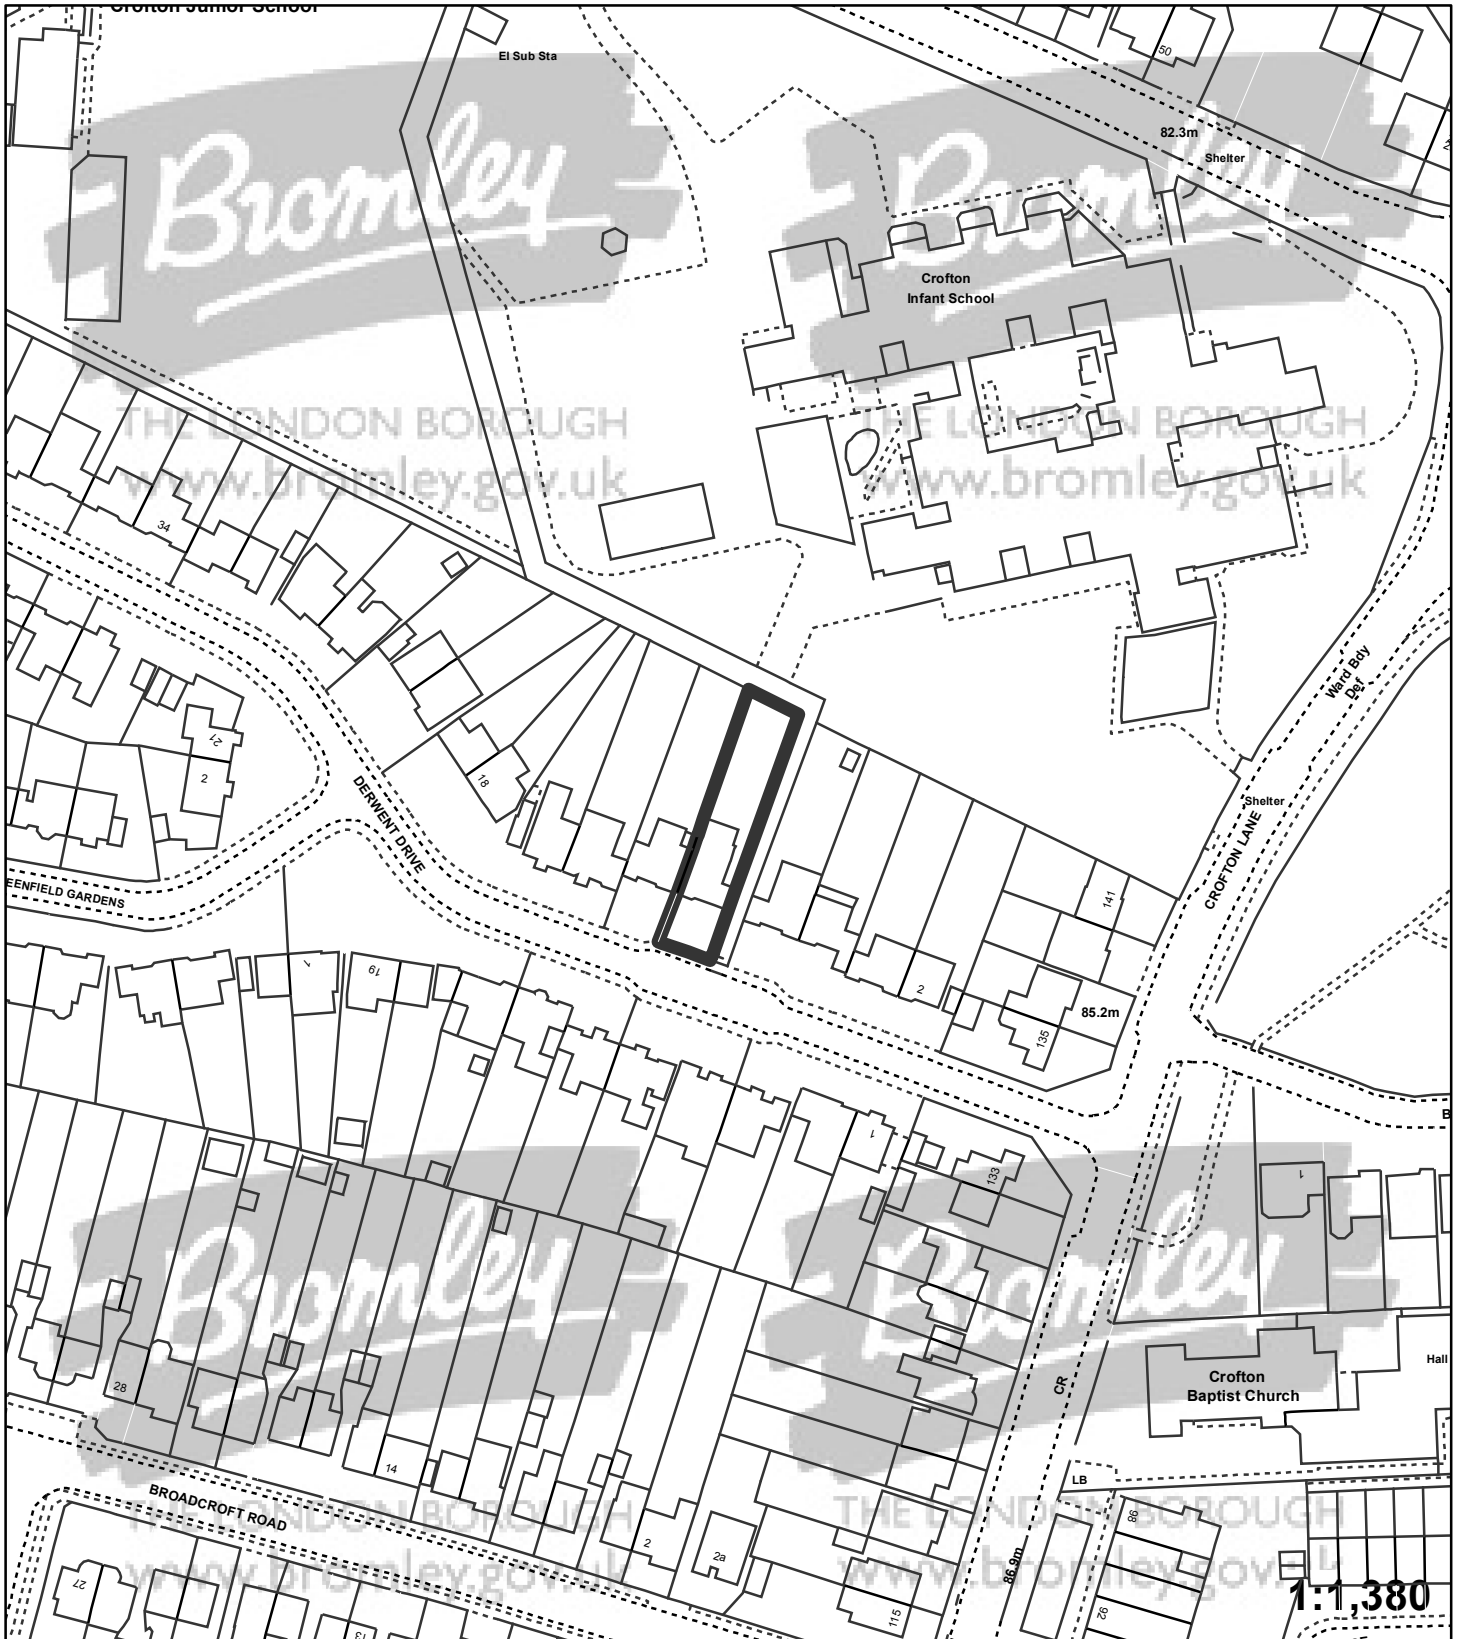 Crofton Junior School
El Sub Sta
50
82.3m
Shelter
Bromley
Bromley
Crofton
Infant School
THE LONDON BOROUGH
www.bromley.gov.uk
THE LONDON BOROUGH
www.bromley.gov.uk
34
Ward Bdy
Def
21
2
18
DERWENT DRIVE
Shelter
CROFTON LANE
EENFIELD GARDENS
141
1
19
2
85.2m
135
B
1
133
1
Bromley
Bromley
CR
Hall
Crofton
Baptist Church
28
14
LB
BROADCROFT ROAD
THE LONDON BOROUGH
www.bromley.gov.uk
THE LONDON BOROUGH
www.bromley.gov.uk
2
2a
98
86.9m
27
13
115
92
1:1,380